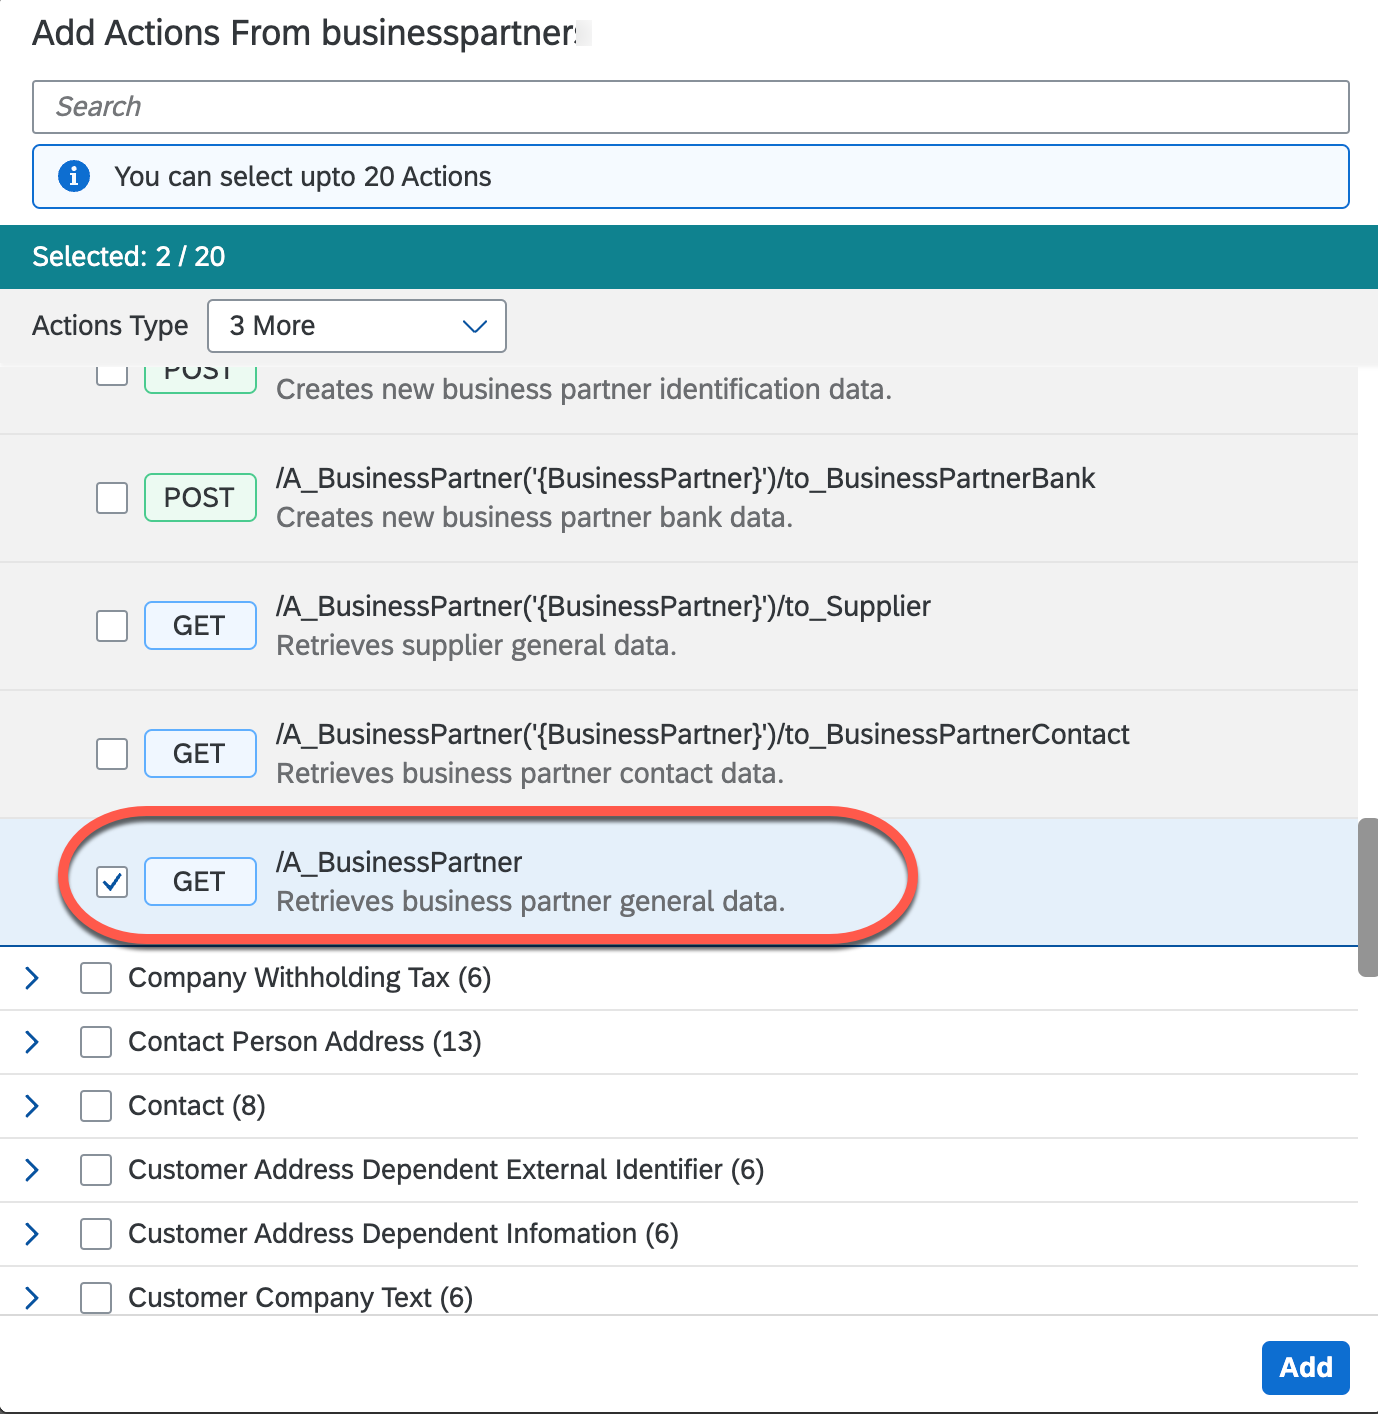 Add Actions From businesspartner
Search
You can select upto 20 Actions
Selected: 2 / 20
Actions Type 3 More
POST
Creates new business partner identification data.
POST
/A_BusinessPartner('{BusinessPartner}')/to_BusinessPartnerBank
Creates new business partner bank data.
GET
/A_BusinessPartner('{BusinessPartner}')/to_Supplier
Retrieves supplier general data.
GET
/A_BusinessPartner('{BusinessPartner}')/to_BusinessPartnerContact
Retrieves business partner contact data.
GET
/A_BusinessPartner
Retrieves business partner general data.
Company Withholding Tax (6)
Contact Person Address (13)
Contact (8)
Customer Address Dependent External Identifier (6)
Customer Address Dependent Infomation (6)
Customer Company Text (6)
Add